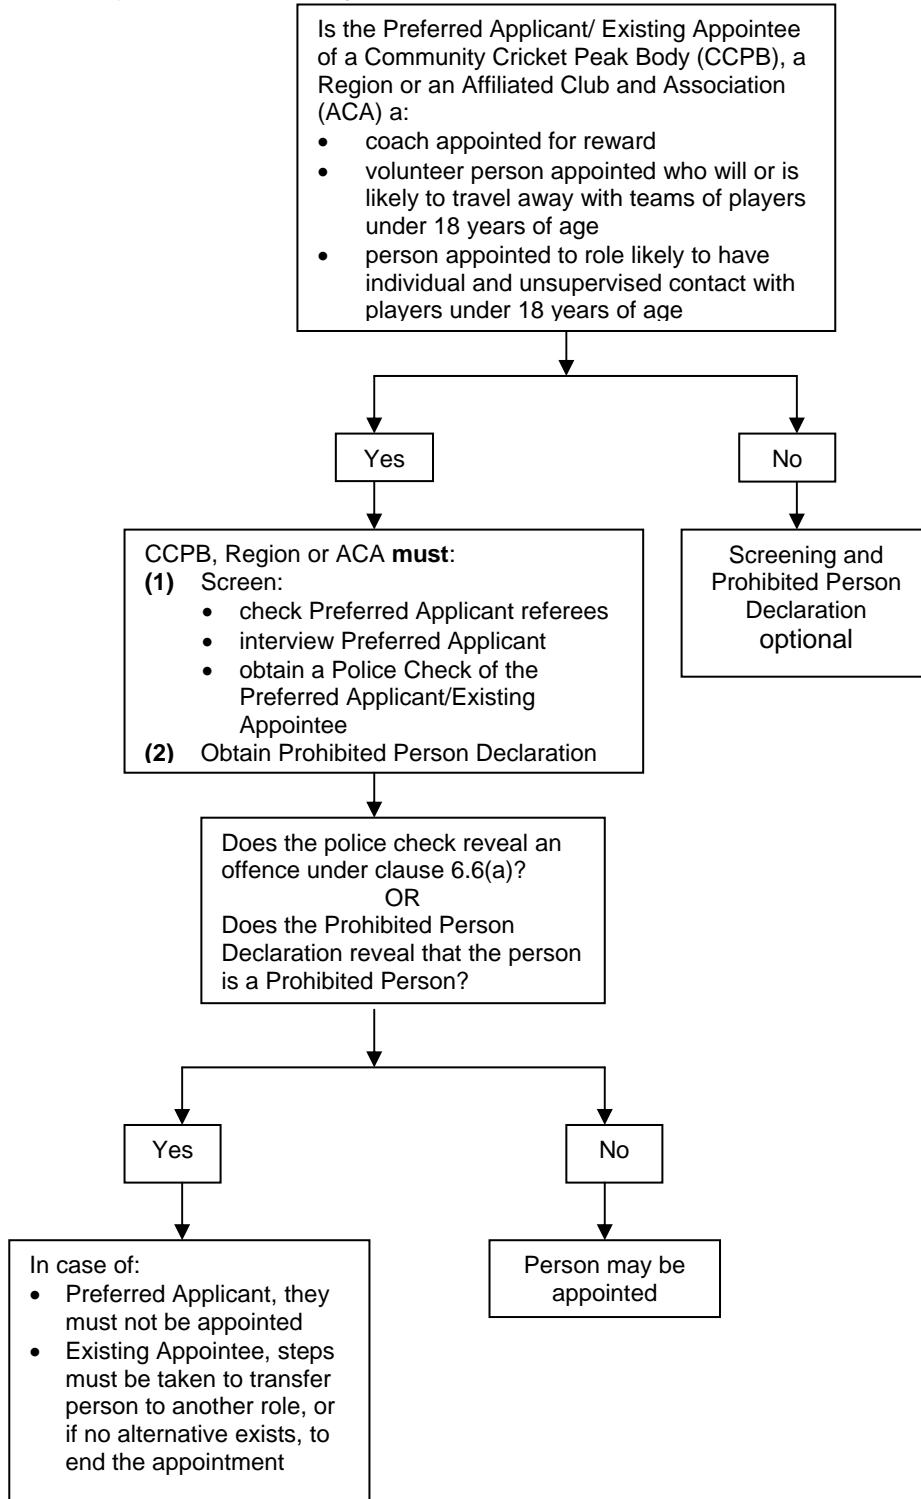 Is the Preferred Applicant/ Existing Appointee
of a Community Cricket Peak Body (CCPB), a
Region or an Affiliated Club and Association
(ACA) a:
• coach appointed for reward
• volunteer person appointed who will or is
likely to travel away with teams of players
under 18 years of age
• person appointed to role likely to have
individual and unsupervised contact with
players under 18 years of age
Yes
No
CCPB, Region or ACA must:
(1) Screen:
• check Preferred Applicant referees
• interview Preferred Applicant
• obtain a Police Check of the
Preferred Applicant/Existing
Appointee
(2) Obtain Prohibited Person Declaration
Screening and
Prohibited Person
Declaration
optional
Does the police check reveal an
offence under clause 6.6(a)?
OR
Does the Prohibited Person
Declaration reveal that the person
is a Prohibited Person?
Yes
No
In case of:
• Preferred Applicant, they
must not be appointed
• Existing Appointee, steps
must be taken to transfer
person to another role, or
if no alternative exists, to
end the appointment
Person may be
appointed